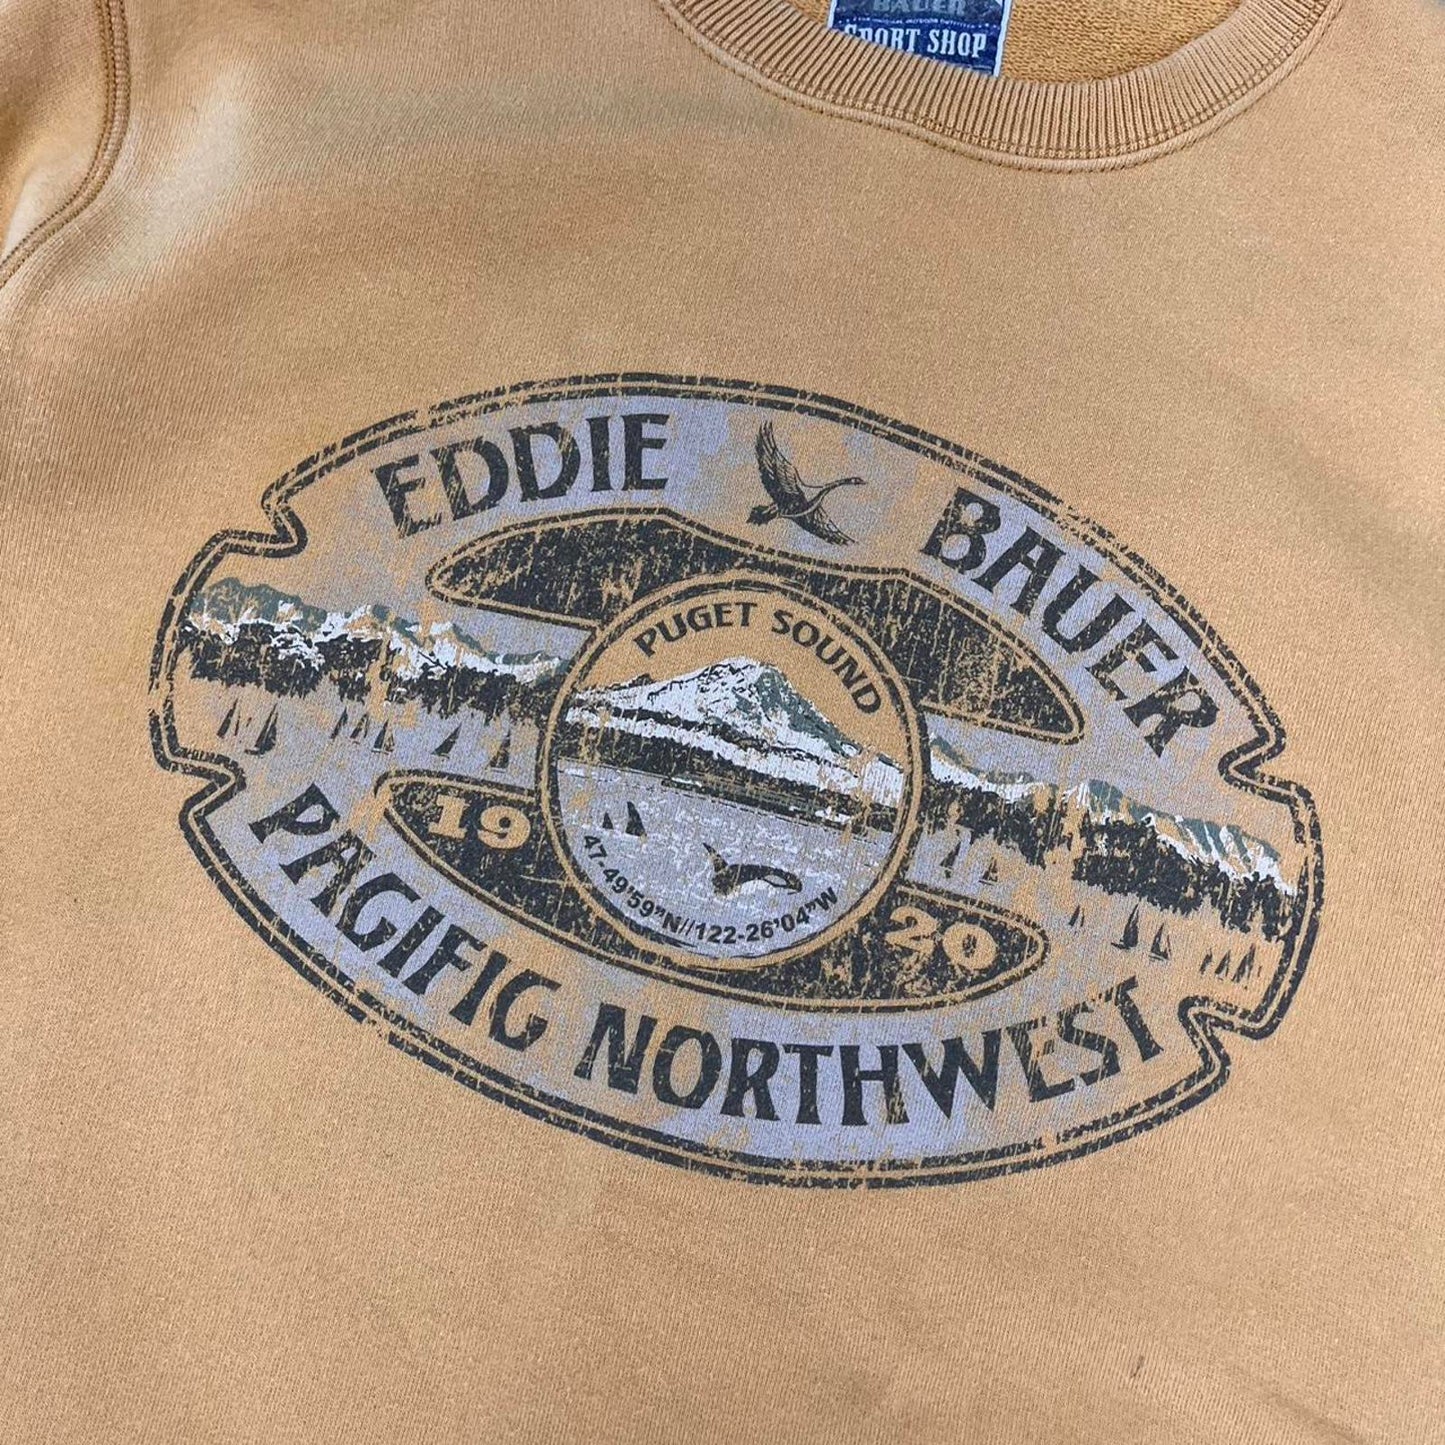 BAUER
SPORT SHOP
EDDIE BAUER
PUGET SOUND
19 20
47-49'59"N//122-26'04"W
PACIFIC NORTHWEST